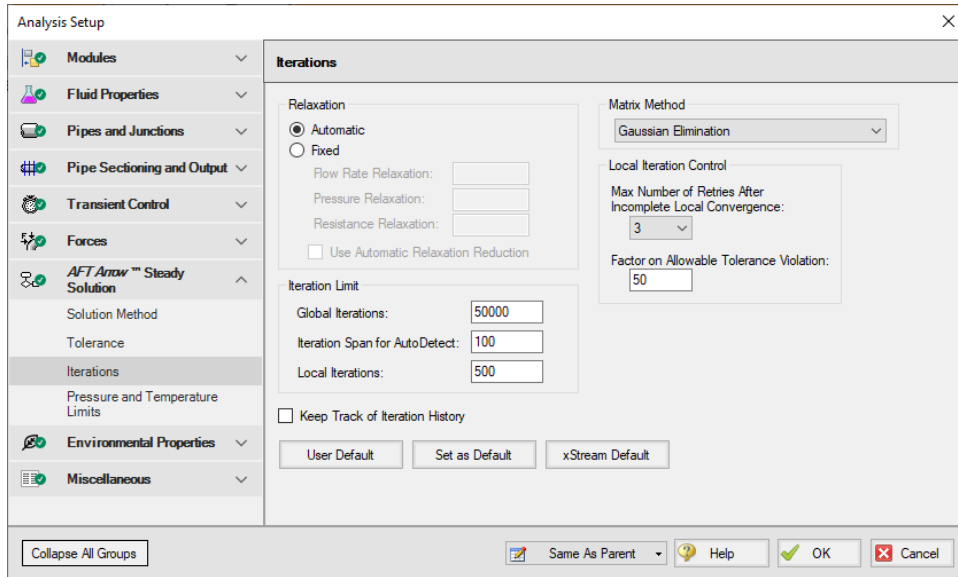 Analysis Setup
Modules
Fluid Properties
Pipes and Junctions
Pipe Sectioning and Output
Transient Control
Forces
AFT Arrow ™ Steady
Solution
Solution Method
Tolerance
Iterations
Pressure and Temperature
Limits
Environmental Properties
Miscellaneous
Iterations
Relaxation
Automatic
Fixed
Flow Rate Relaxation:
Pressure Relaxation:
Resistance Relaxation:
Use Automatic Relaxation Reduction
Iteration Limit
Global Iterations: 50000
Iteration Span for AutoDetect: 100
Local Iterations: 500
Keep Track of Iteration History
User Default Set as Default xStream Default
Matrix Method
Gaussian Elimination
Local Iteration Control
Max Number of Retries After
Incomplete Local Convergence:
3
Factor on Allowable Tolerance Violation:
50
Collapse All Groups Same As Parent Help OK Cancel